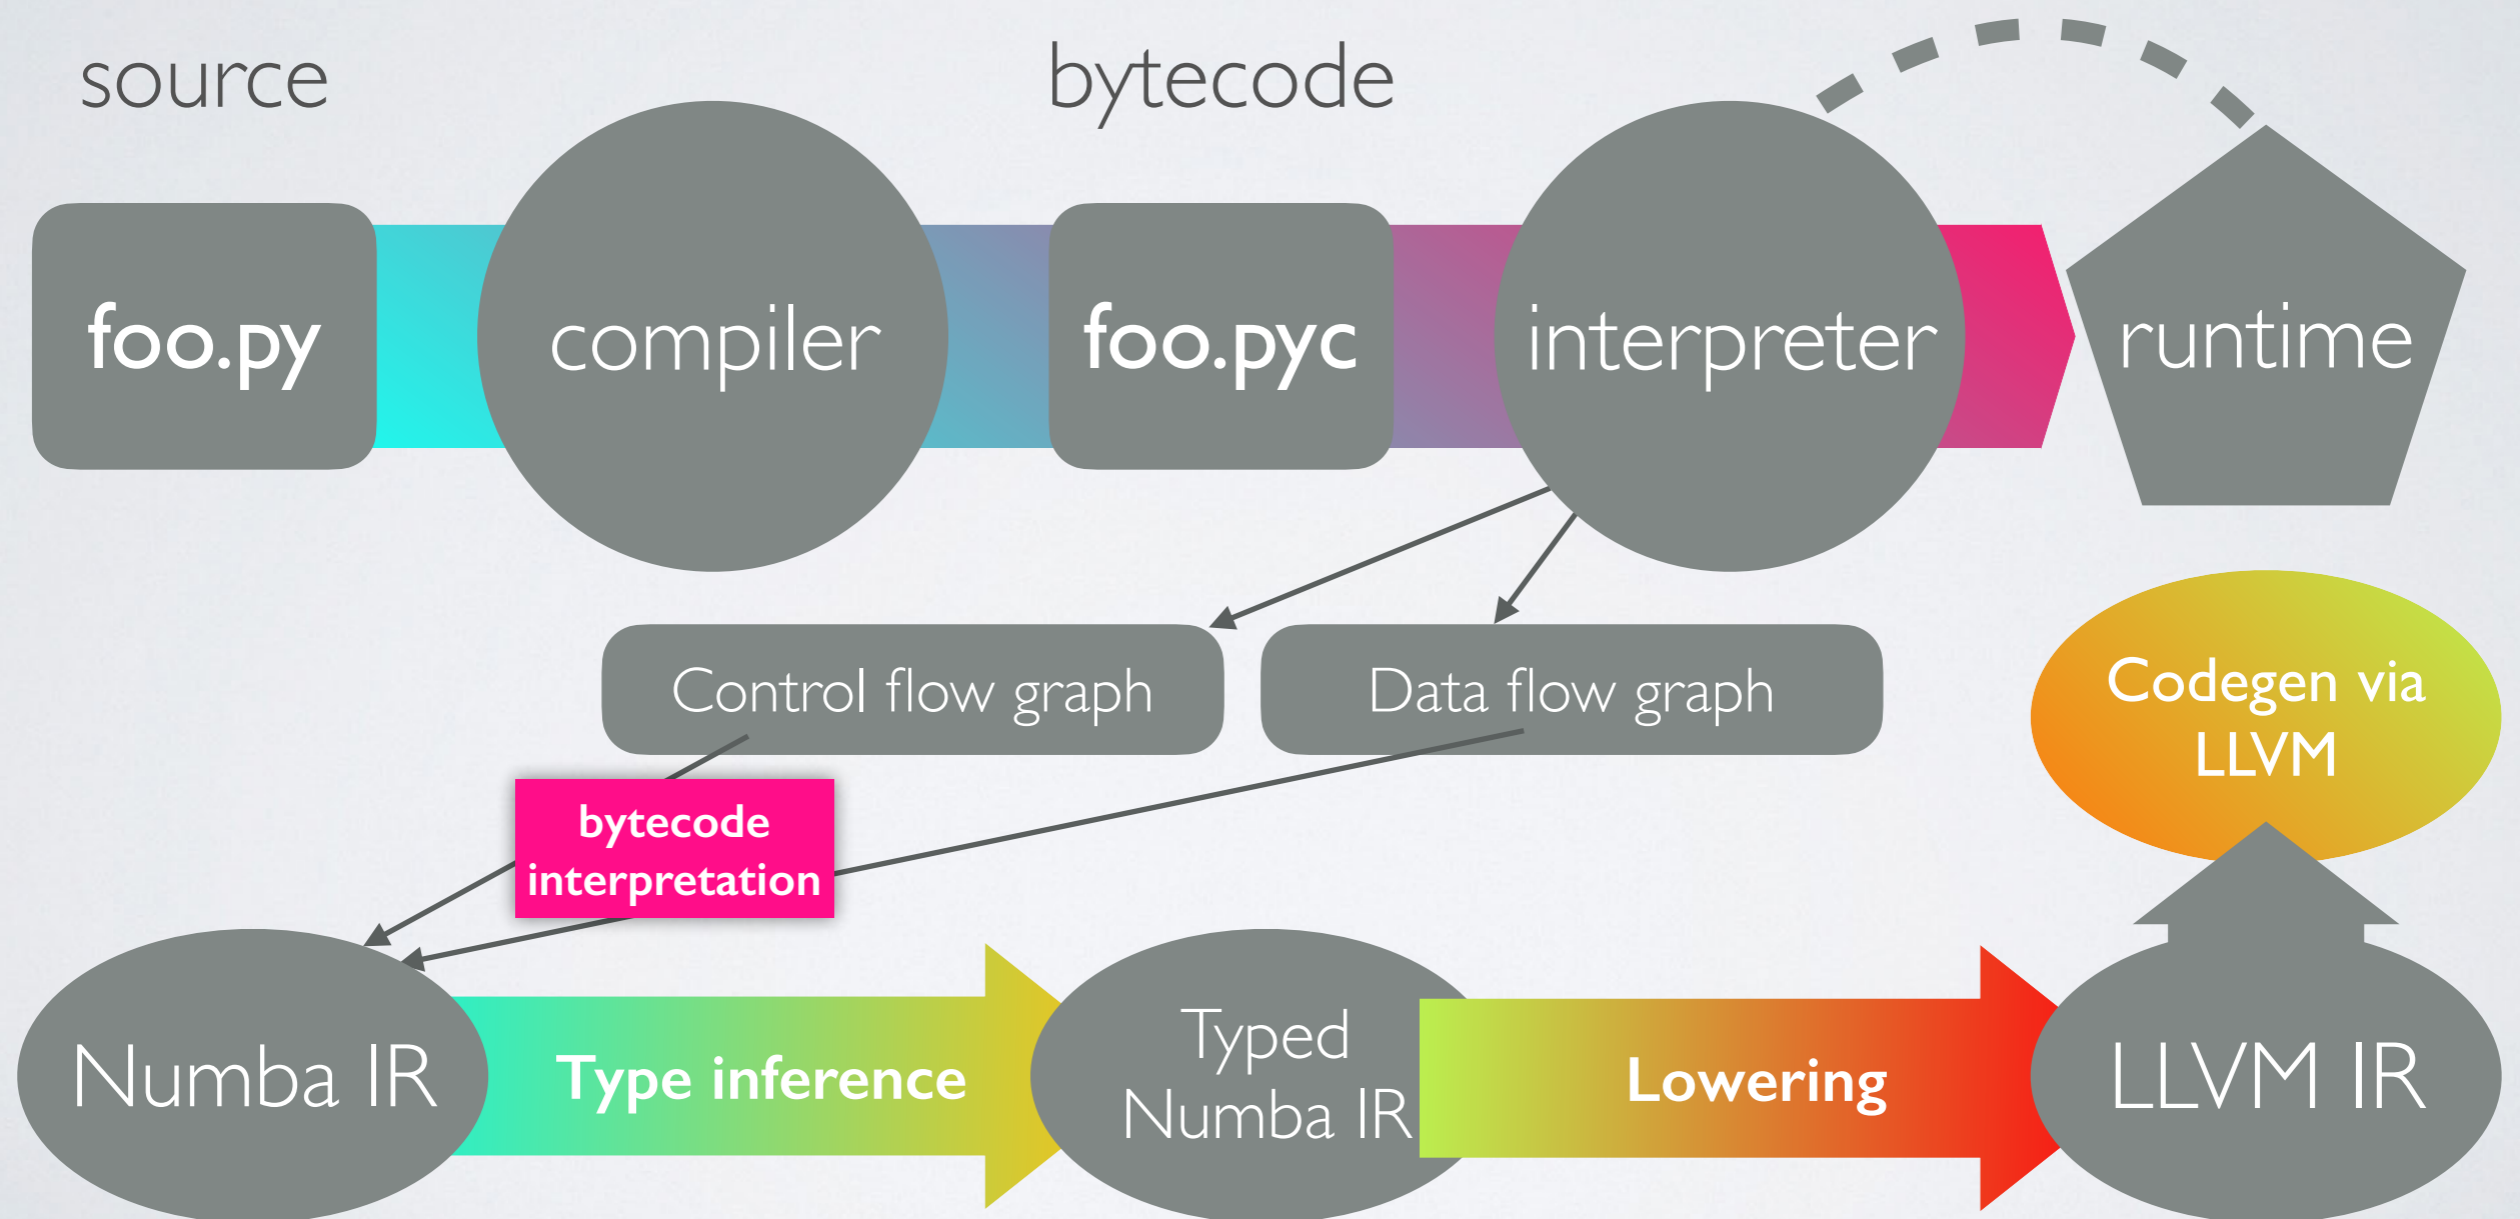 source
bytecode
foo.py
compiler
foo.pyc
interpreter
runtime
Control flow graph
Data flow graph
Codegen via
LLVM
bytecode
interpretation
Numba IR
Type inference
Typed
Numba IR
Lowering
LLVM IR